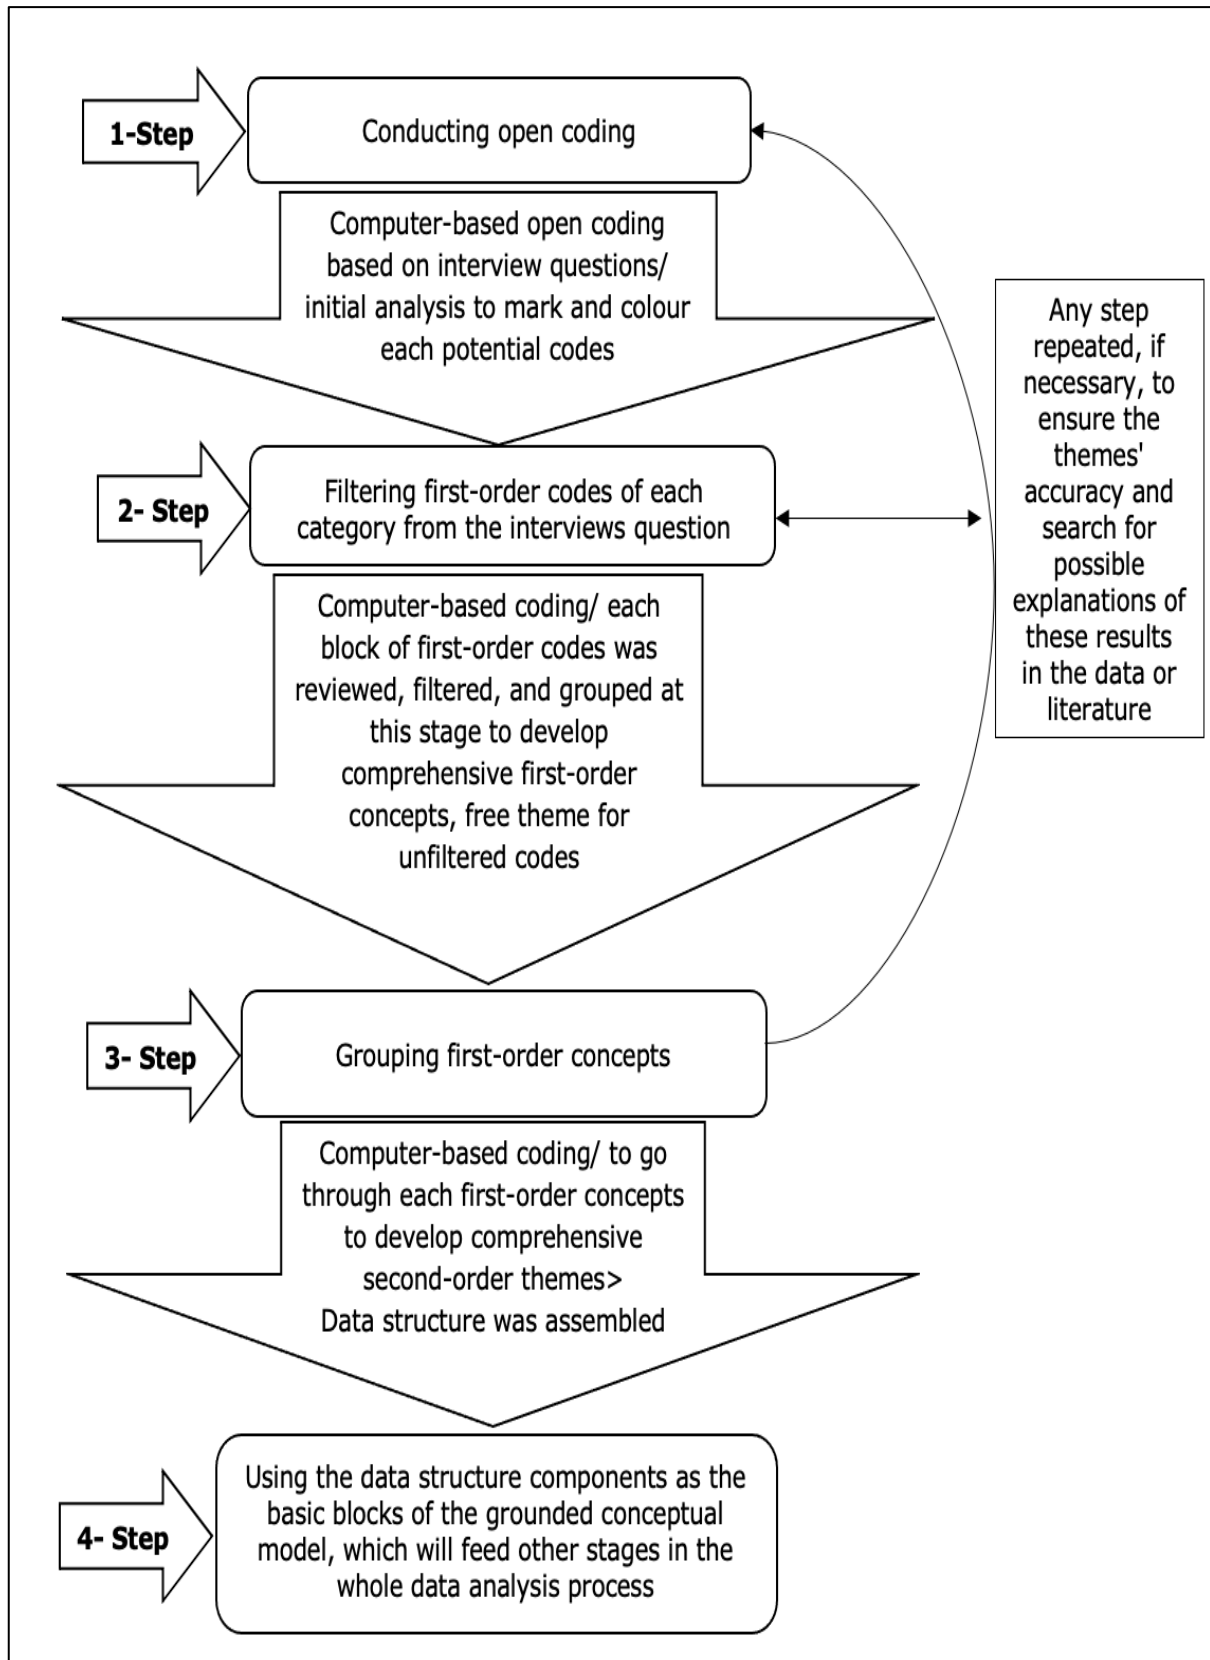 1-Step
Conducting open coding
Computer-based open coding
based on interview questions/
initial analysis to mark and colour
each potential codes
2- Step
Filtering first-order codes of each
category from the interviews question
Any step
repeated, if
necessary, to
ensure the
themes'
accuracy and
search for
possible
explanations of
these results
in the data or
literature
Computer-based coding/ each
block of first-order codes was
reviewed, filtered, and grouped at
this stage to develop
comprehensive first-order
concepts, free theme for
unfiltered codes
3- Step
Grouping first-order concepts
Computer-based coding/ to go
through each first-order concepts
to develop comprehensive
second-order themes>
Data structure was assembled
4- Step
Using the data structure components as the
basic blocks of the grounded conceptual
model, which will feed other stages in the
whole data analysis process